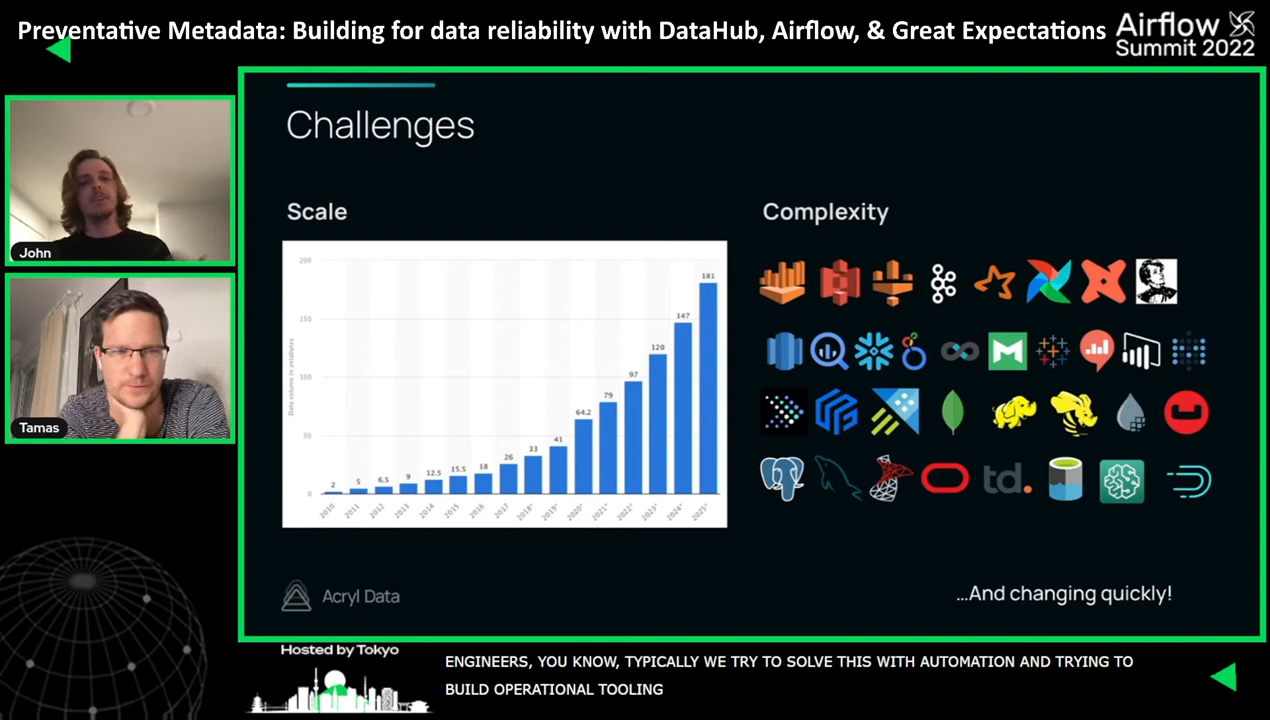 Preventative Metadata: Building for data reliability with DataHub, Airflow, & Great Expectations
Airflow
Summit 2022
John
Tamas
Challenges
Scale
Complexity
Data volume in zetabytes
200
150
100
50
0
2
5
6.5
9
12.5
15.5
18
26
33
41
64.2
79
97
120
147
181
2010
2011
2012
2013
2014
2015
2016
2017
2018*
2019*
2020*
2021*
2022*
2023*
2024*
2025*
td.
Acryl Data
...And changing quickly!
Hosted by Tokyo
ENGINEERS, YOU KNOW, TYPICALLY WE TRY TO SOLVE THIS WITH AUTOMATION AND TRYING TO
BUILD OPERATIONAL TOOLING